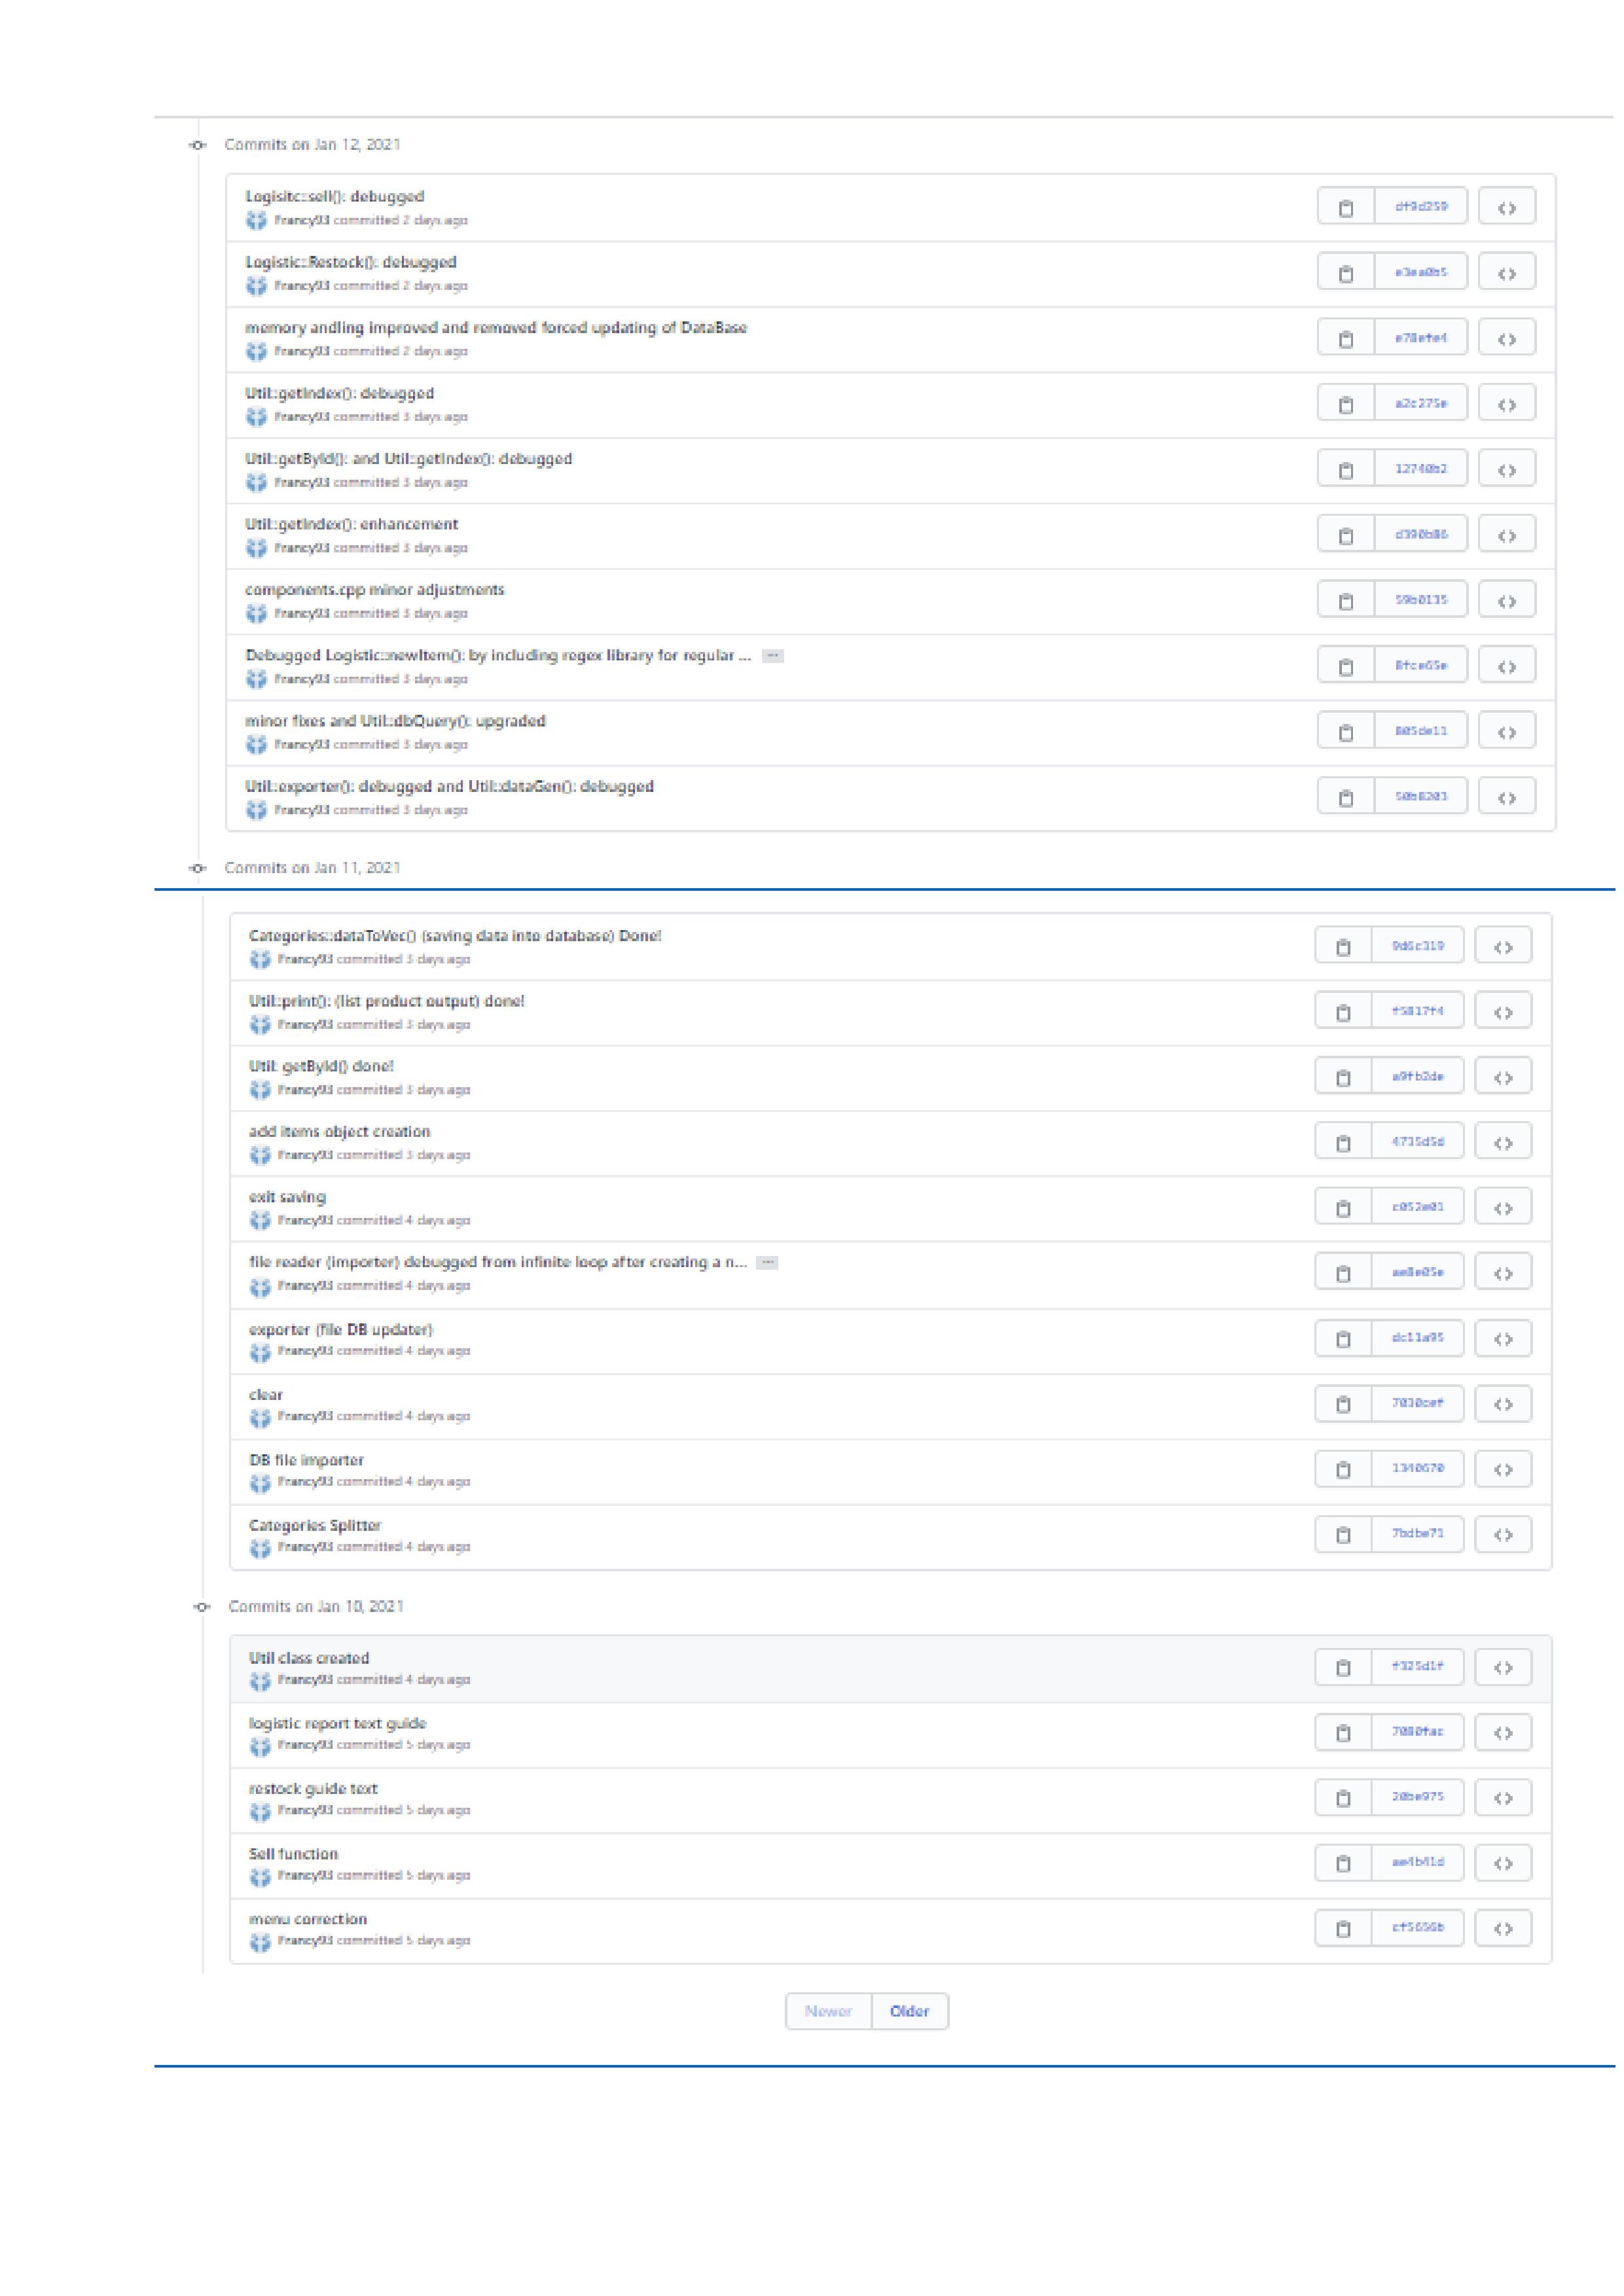 Commits on Jan 12, 2021
Logisitc::sell(): debugged
Francy93 committed 2 days ago
df9d259
Logistic::Restock(): debugged
Francy93 committed 2 days ago
e3ea0b5
memory andling improved and removed forced updating of DataBase
Francy93 committed 2 days ago
e78efe4
Util::getIndex(): debugged
Francy93 committed 3 days ago
a2c275e
Util::getById(): and Util::getIndex(): debugged
Francy93 committed 3 days ago
12740b2
Util::getIndex(): enhancement
Francy93 committed 3 days ago
d390b86
components.cpp minor adjustments
Francy93 committed 3 days ago
59b0135
Debugged Logistic::newItem(): by including regex library for regular ...
Francy93 committed 3 days ago
8fce65e
minor fixes and Util::dbQuery(): upgraded
Francy93 committed 3 days ago
805de11
Util::exporter(): debugged and Util::dataGen(): debugged
Francy93 committed 3 days ago
50b8203
Commits on Jan 11, 2021
Categories::dataToVec() (saving data into database) Done!
Francy93 committed 3 days ago
9d6c319
Util::print(): (list product output) done!
Francy93 committed 3 days ago
f5817f4
Util: getById() done!
Francy93 committed 3 days ago
a9fb2de
add items object creation
Francy93 committed 3 days ago
4735d5d
exit saving
Francy93 committed 4 days ago
c052e01
file reader (importer) debugged from infinite loop after creating a n...
Francy93 committed 4 days ago
ae8e05e
exporter (file DB updater)
Francy93 committed 4 days ago
dc11a95
clear
Francy93 committed 4 days ago
DB file importer
Francy93 committed 4 days ago
1340670
Categories Splitter
Francy93 committed 4 days ago
7bdbe71
Commits on Jan 10, 2021
Util class created
Francy93 committed 4 days ago
f325d1f
logistic report text guide
Francy93 committed 5 days ago
7080fac
restock guide text
Francy93 committed 5 days ago
20be975
Sell function
Francy93 committed 5 days ago
ae4b41d
menu correction
Francy93 committed 5 days ago
cf5656b
Newer Older